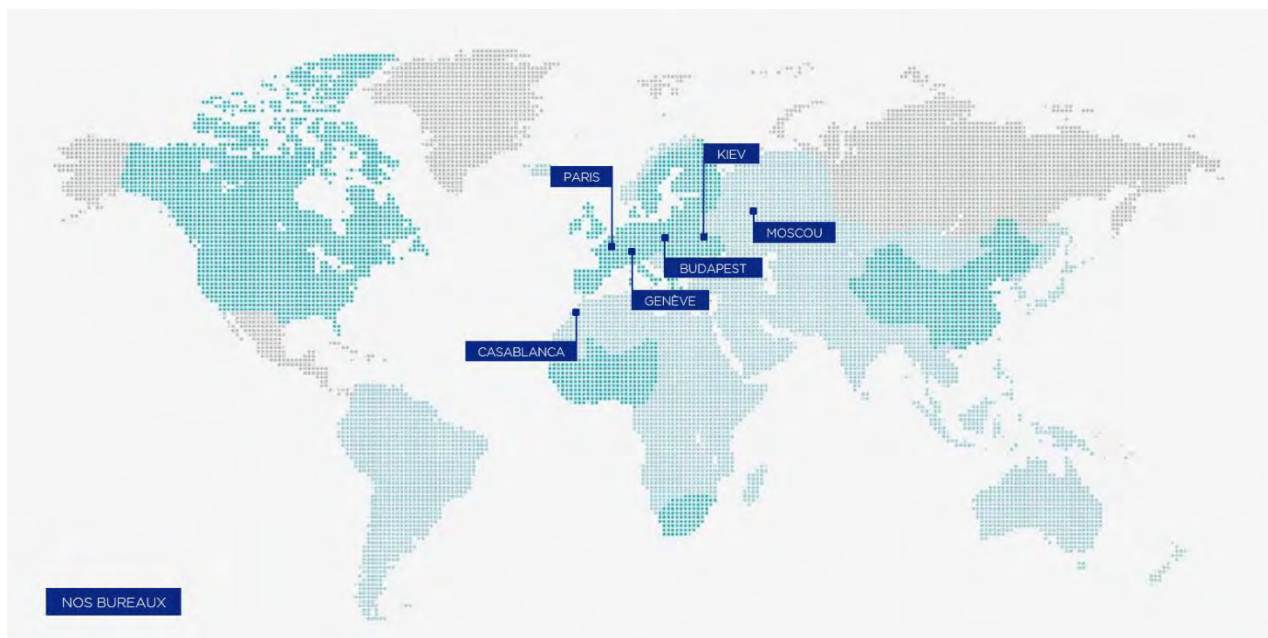 KIEV
PARIS
MOSCOU
BUDAPEST
GENÈVE
CASABLANCA
NOS BUREAUX